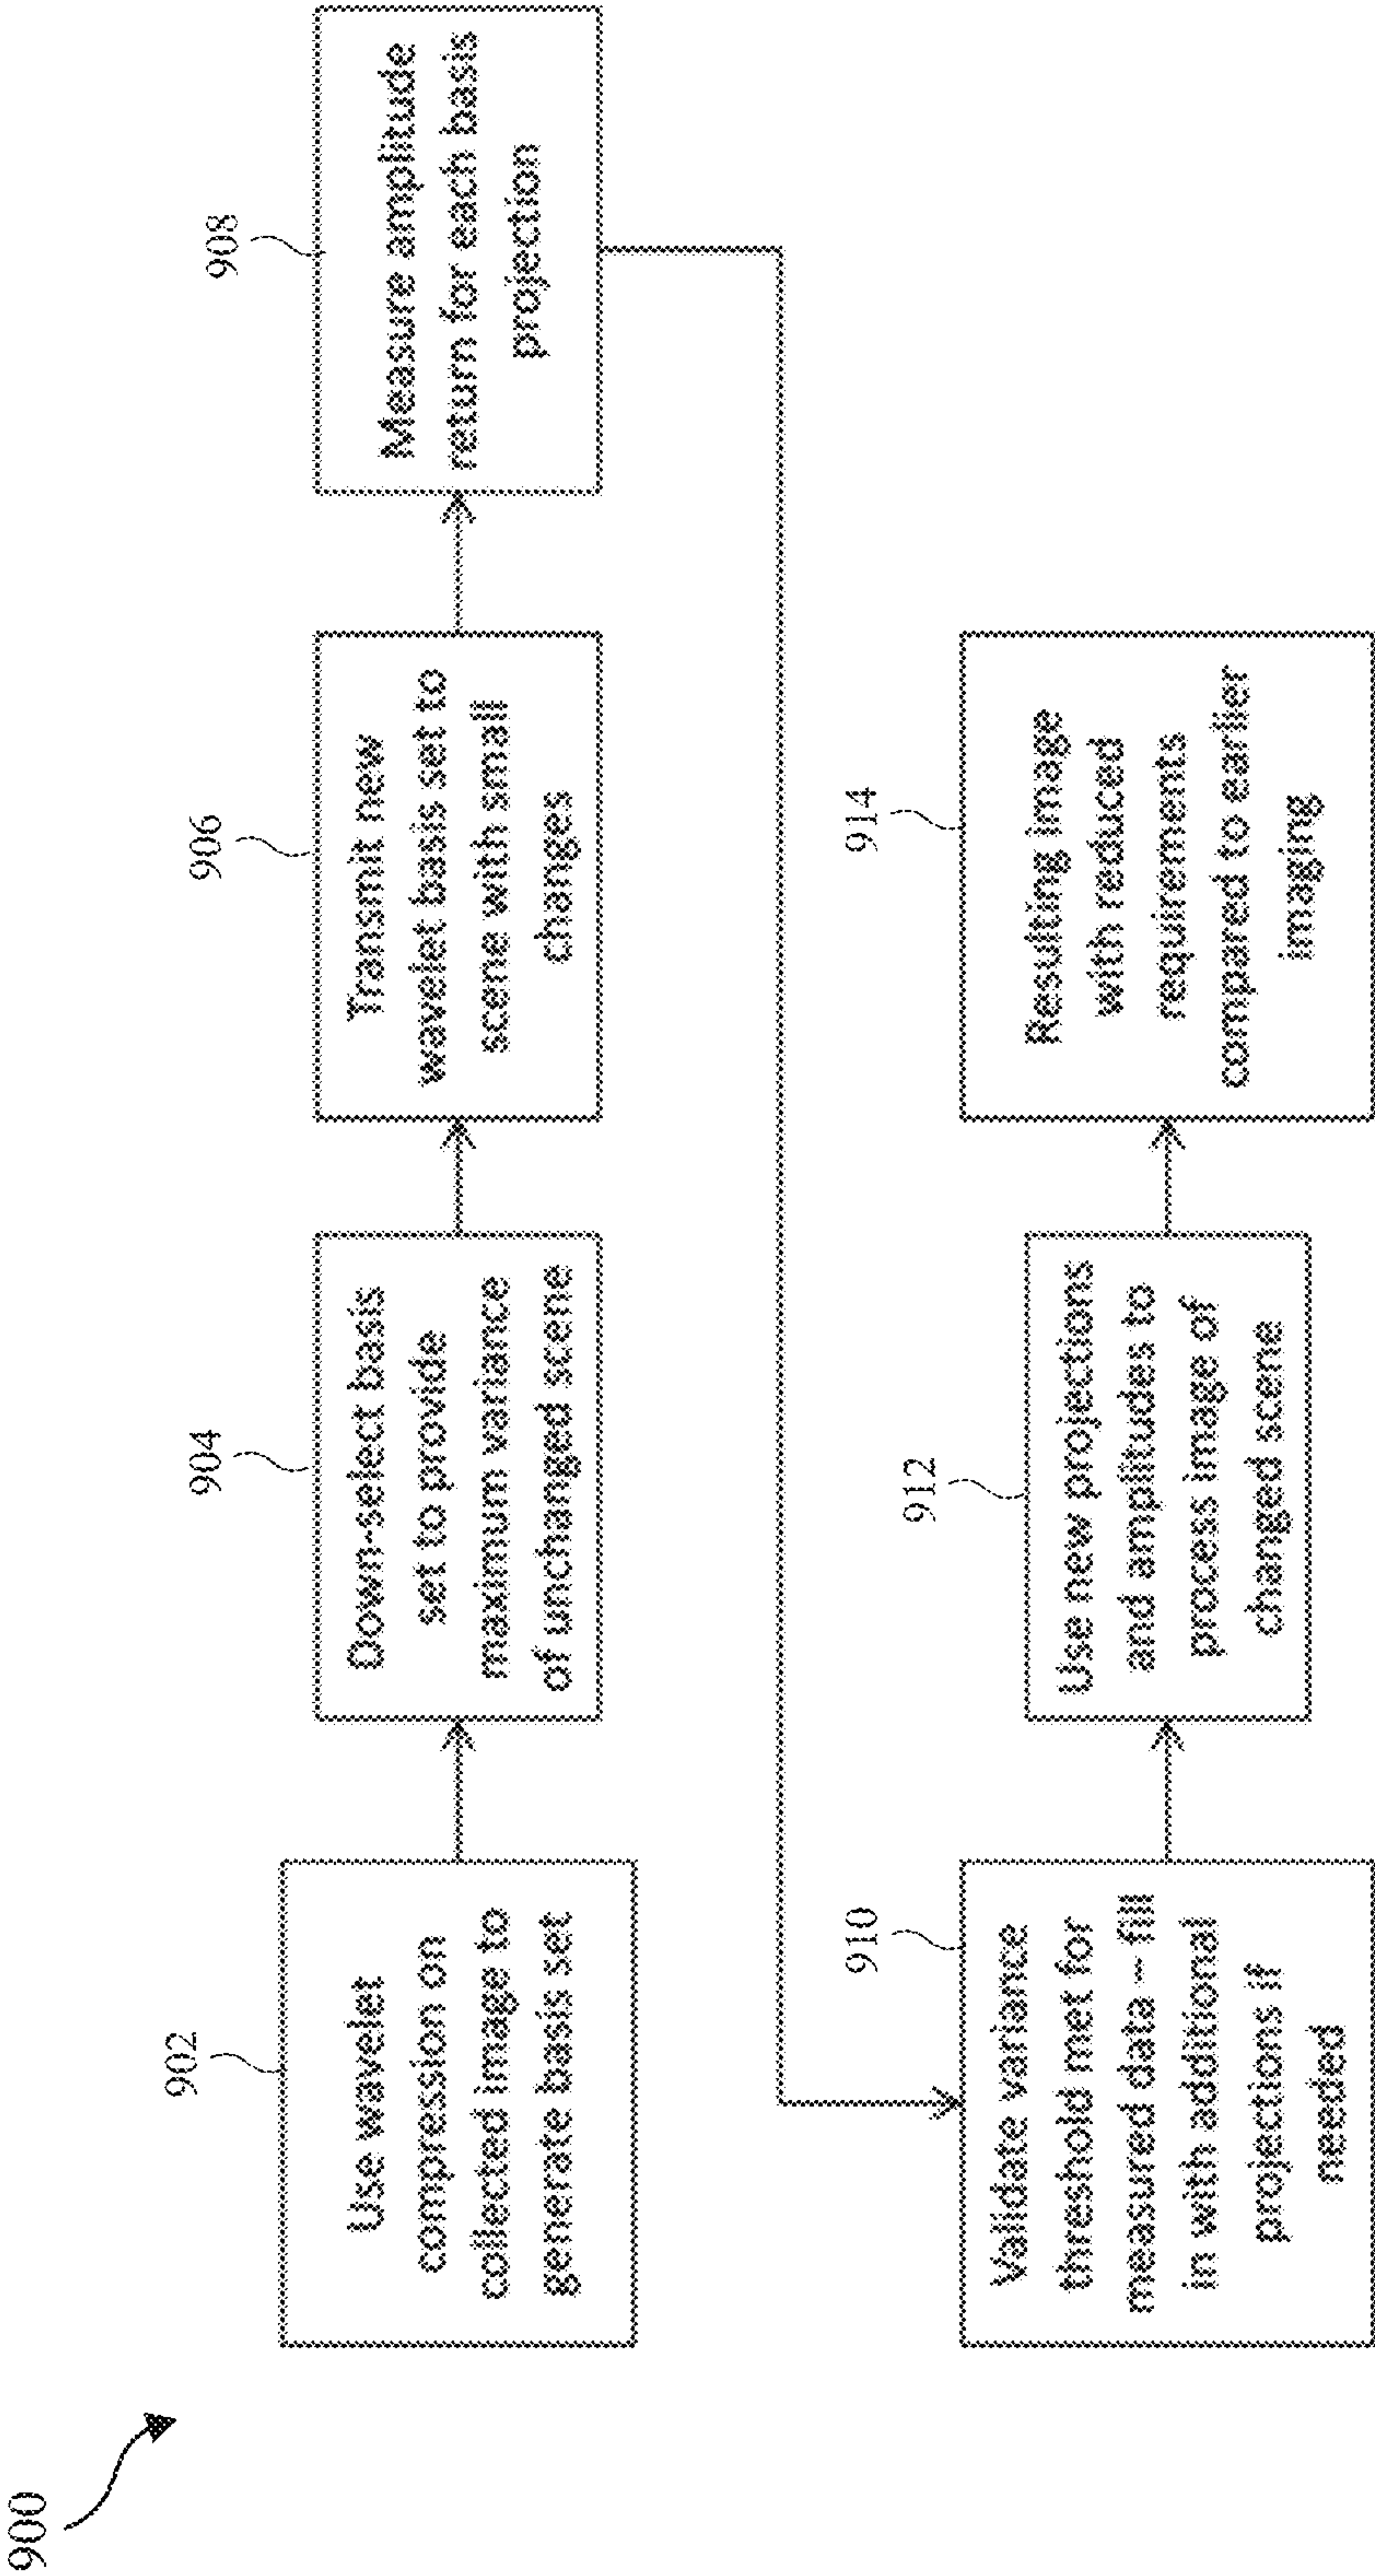 900
902
Use wavelet
compression on
collected image to
generate basis set
904
Down-select basis
set to provide
maximum variance
of unchanged scene
906
Transmit new
wavelet basis set to
scene with small
changes
908
Measure amplitude
return for each basis
projection
910
Validate variance
threshold met for
measured data – fill
in with additional
projections if
needed
912
Use new projections
and amplitudes to
process image of
changed scene
914
Resulting image
with reduced
requirements
compared to earlier
imaging